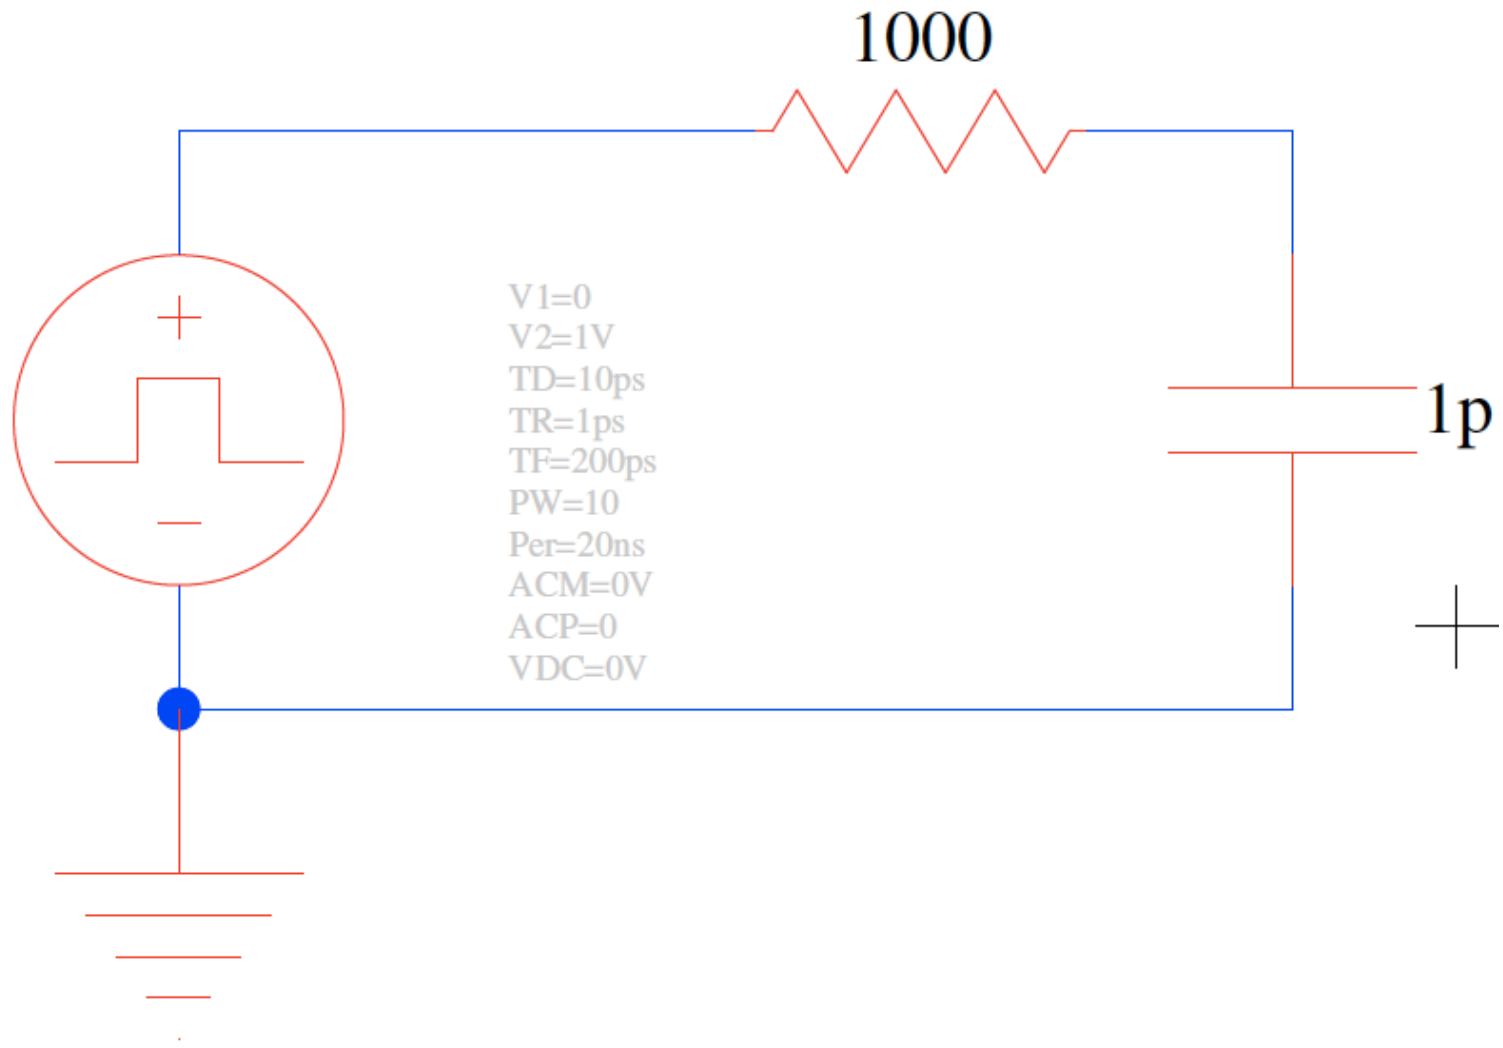 1000
V1=0
V2=1V
TD=10ps
TR=1ps
TF=200ps
PW=10
Per=20ns
ACM=0V
ACP=0
VDC=0V
1p